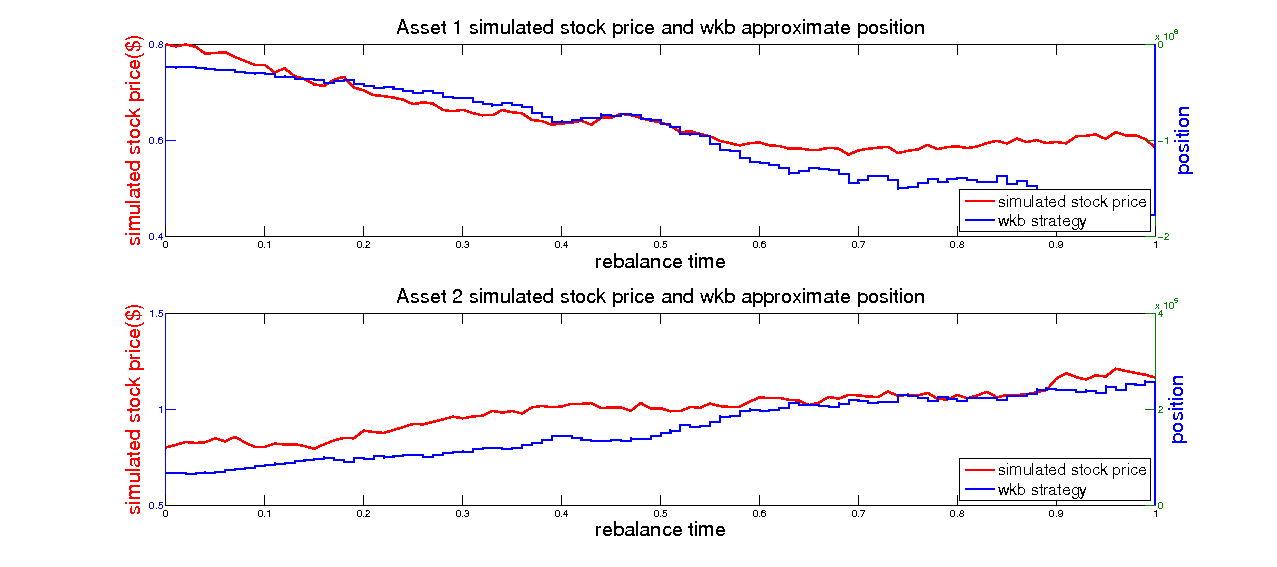 Asset 1 simulated stock price and wkb approximate position
simulated stock price($)
0.8
0.6
0.4
0 0.1 0.2 0.3 0.4 0.5 0.6 0.7 0.8 0.9 1
rebalance time
0
-1
-2
position
simulated stock price
wkb strategy
Asset 2 simulated stock price and wkb approximate position
simulated stock price($)
1.5
1
0.5
0 0.1 0.2 0.3 0.4 0.5 0.6 0.7 0.8 0.9 1
rebalance time
4
2
0
position
simulated stock price
wkb strategy